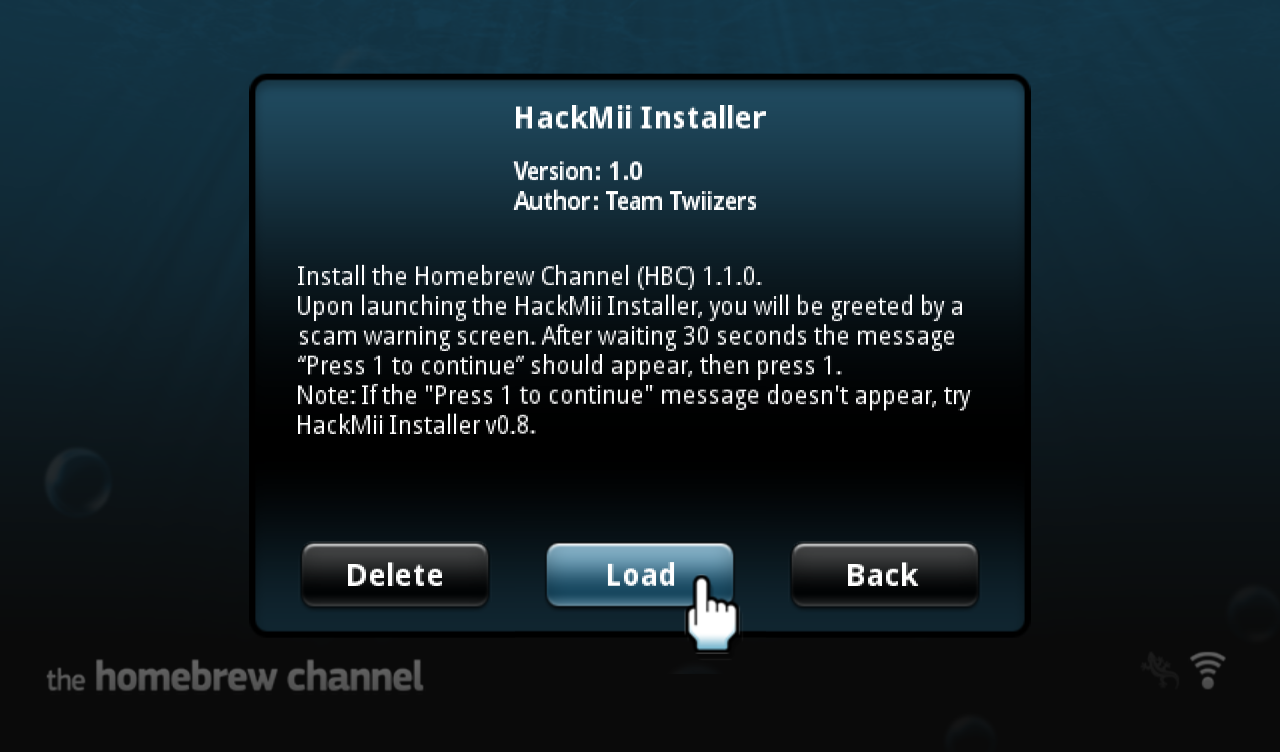 HackMii Installer
Version: 1.0
Author: Team Twiizers
Install the Homebrew Channel (HBC) 1.1.0.
Upon launching the HackMii Installer, you will be greeted by a
scam warning screen. After waiting 30 seconds the message
“Press 1 to continue” should appear, then press 1.
Note: If the "Press 1 to continue" message doesn't appear, try
HackMii Installer v0.8.
Delete Load Back
the homebrew channel